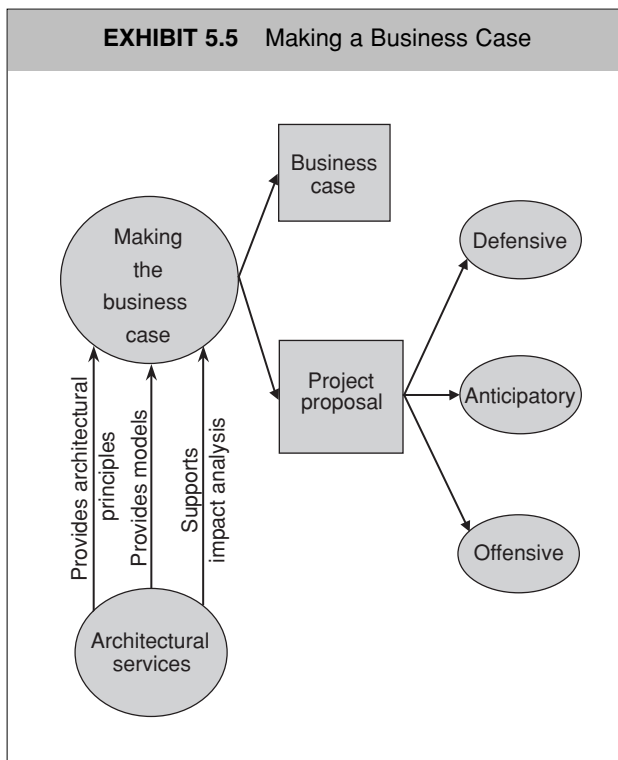 EXHIBIT 5.5 Making a Business Case
Business
case
Making
the
business
case
Defensive
Project
proposal
Anticipatory
Offensive
Provides architectural
principles
Provides models
Supports
impact analysis
Architectural
services